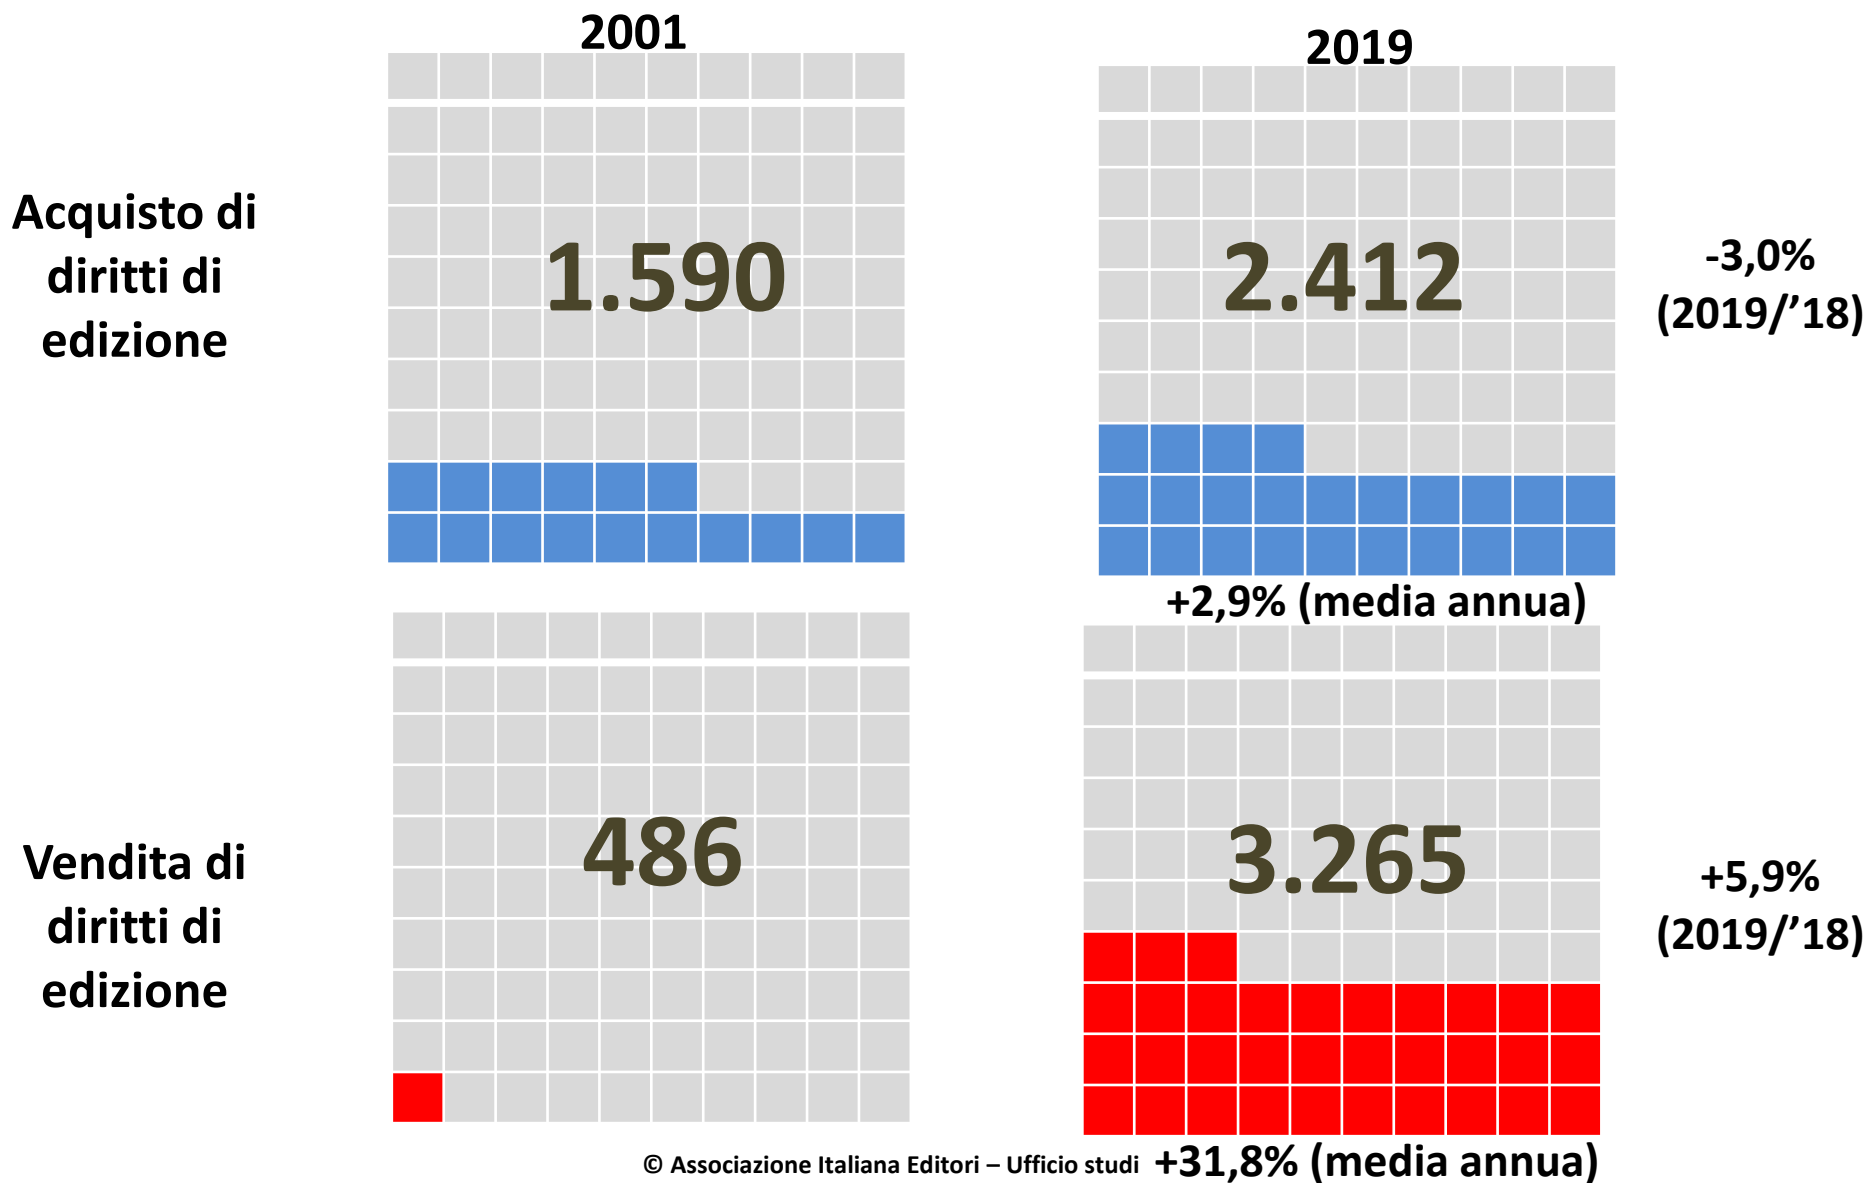 2001
2019
Acquisto di
diritti di
edizione
1.590
2.412
-3,0%
(2019/’18)
+2,9% (media annua)
Vendita di
diritti di
edizione
486
3.265
+5,9%
(2019/’18)
© Associazione Italiana Editori – Ufficio studi
+31,8% (media annua)